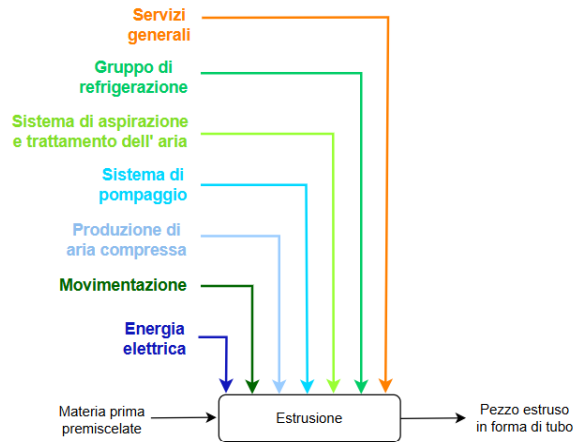 Servizi
generali
Gruppo di
refrigerazione
Sistema di aspirazione
e trattamento dell' aria
Sistema di
pompaggio
Produzione di
aria compressa
Movimentazione
Energia
elettrica
Materia prima
premiscelate
Estrusione
Pezzo estruso
in forma di tubo